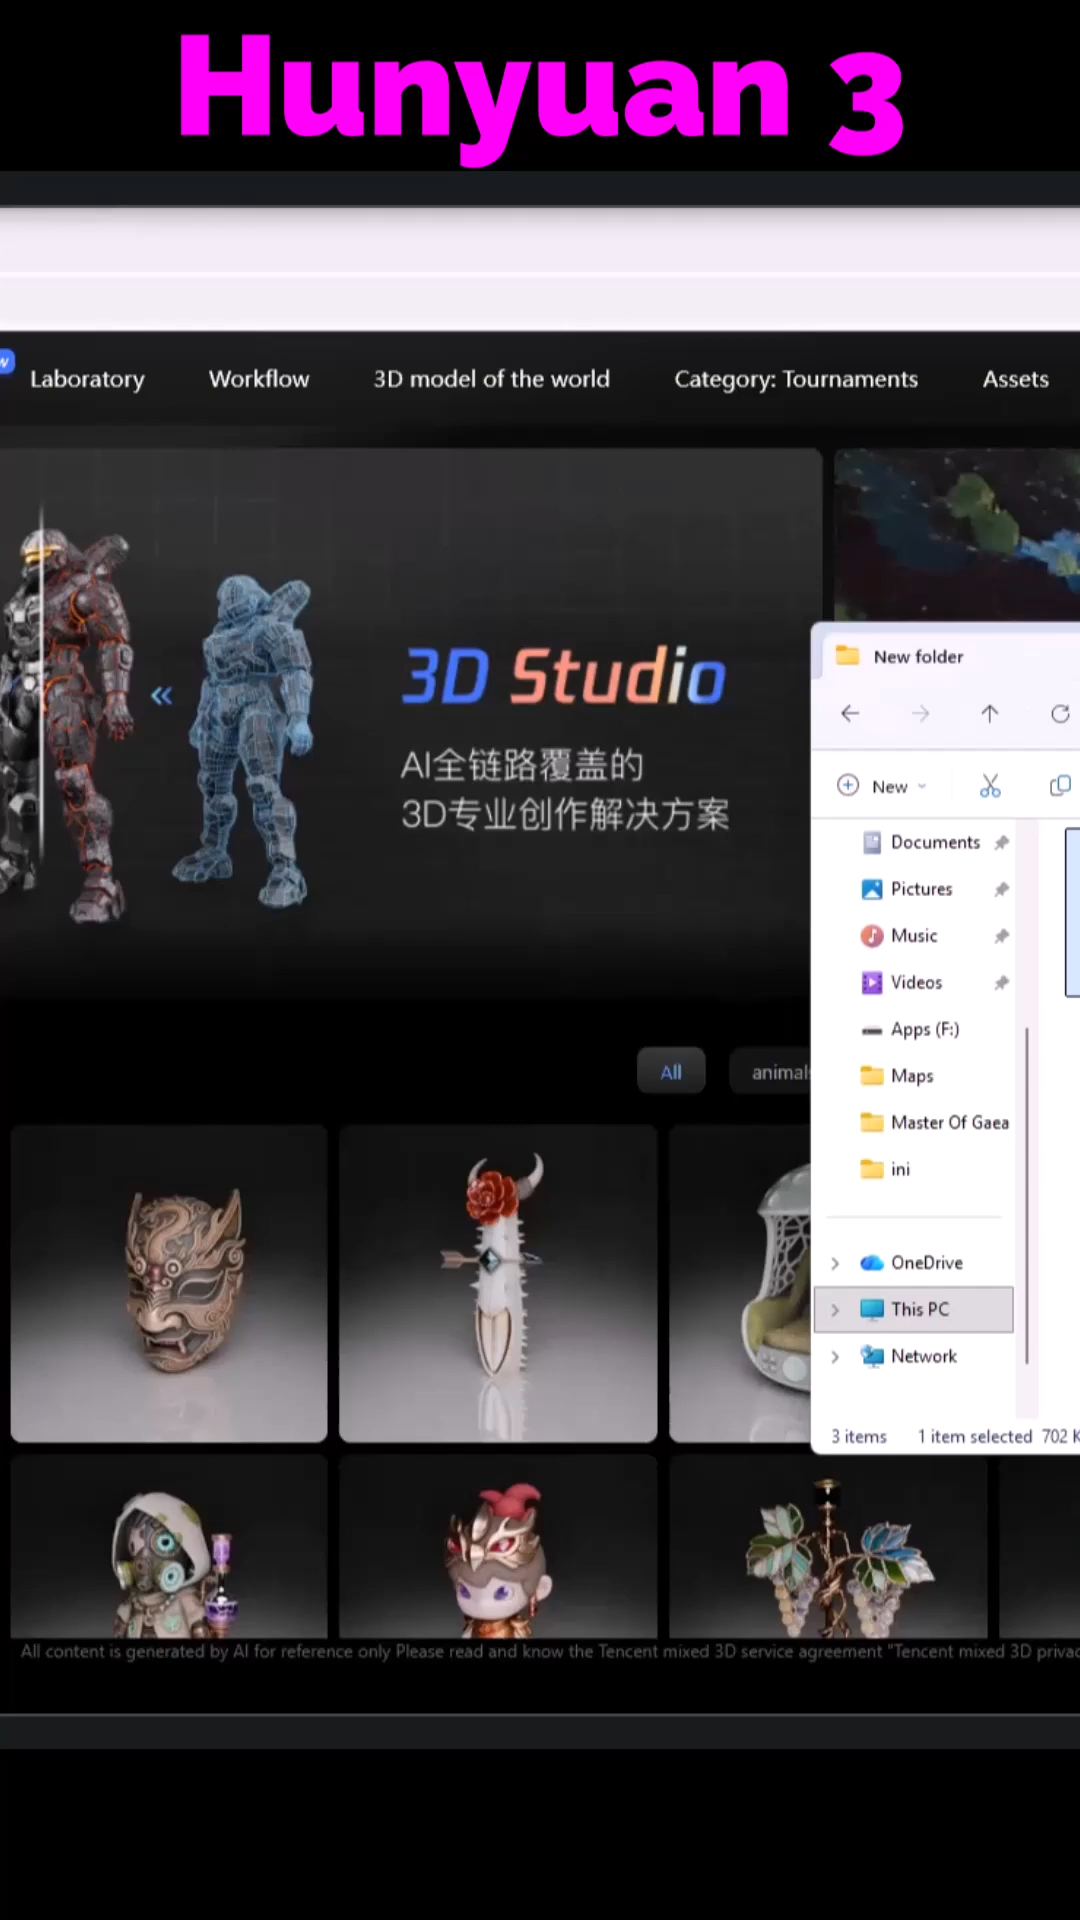 Hunyuan 3
Laboratory
Workflow
3D model of the world
Category: Tournaments
Assets
3D Studio
AI全链路覆盖的
3D专业创作解决方案
New folder
New
Documents
Pictures
Music
Videos
Apps (F:)
Maps
Master Of Gaea
ini
OneDrive
This PC
Network
3 items 1 item selected 702 K
All
animals
All content is generated by AI for reference only Please read and know the Tencent mixed 3D service agreement "Tencent mixed 3D privac